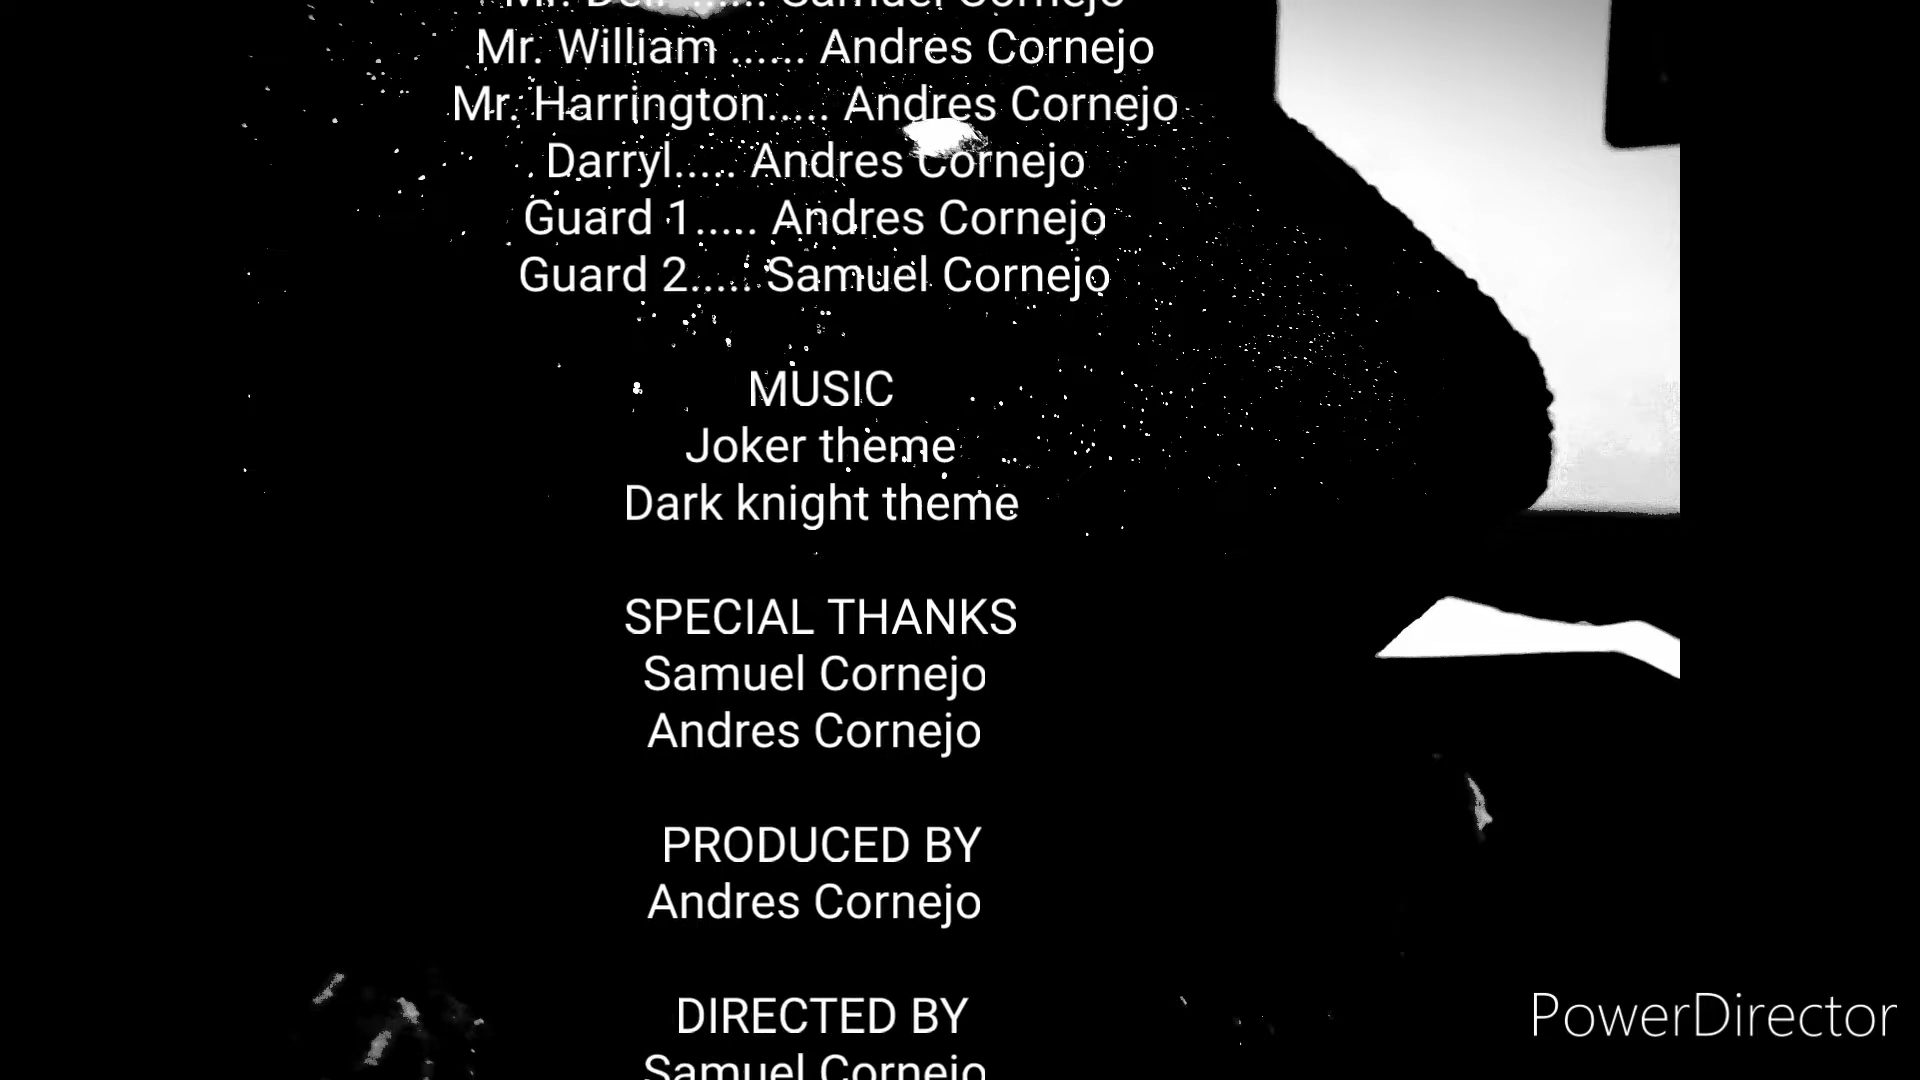 Mr. William ...... Andres Cornejo
Mr. Harrington..... Andres Cornejo
Darryl..... Andres Cornejo
Guard 1..... Andres Cornejo
Guard 2..... Samuel Cornejo
MUSIC
Joker theme
Dark knight theme
SPECIAL THANKS
Samuel Cornejo
Andres Cornejo
PRODUCED BY
Andres Cornejo
DIRECTED BY
Samuel Cornejo
PowerDirector